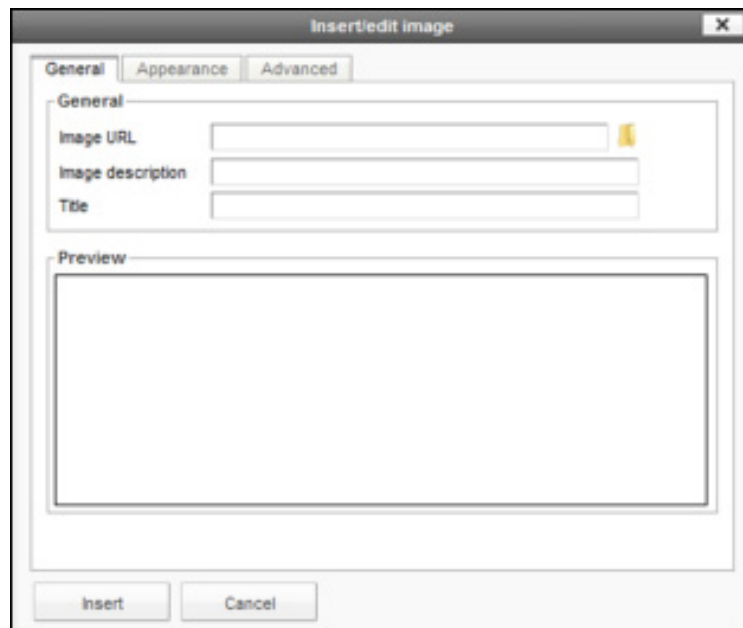 Insert/edit image
General Appearance Advanced
General
Image URL
Image description
Title
Preview
Insert Cancel